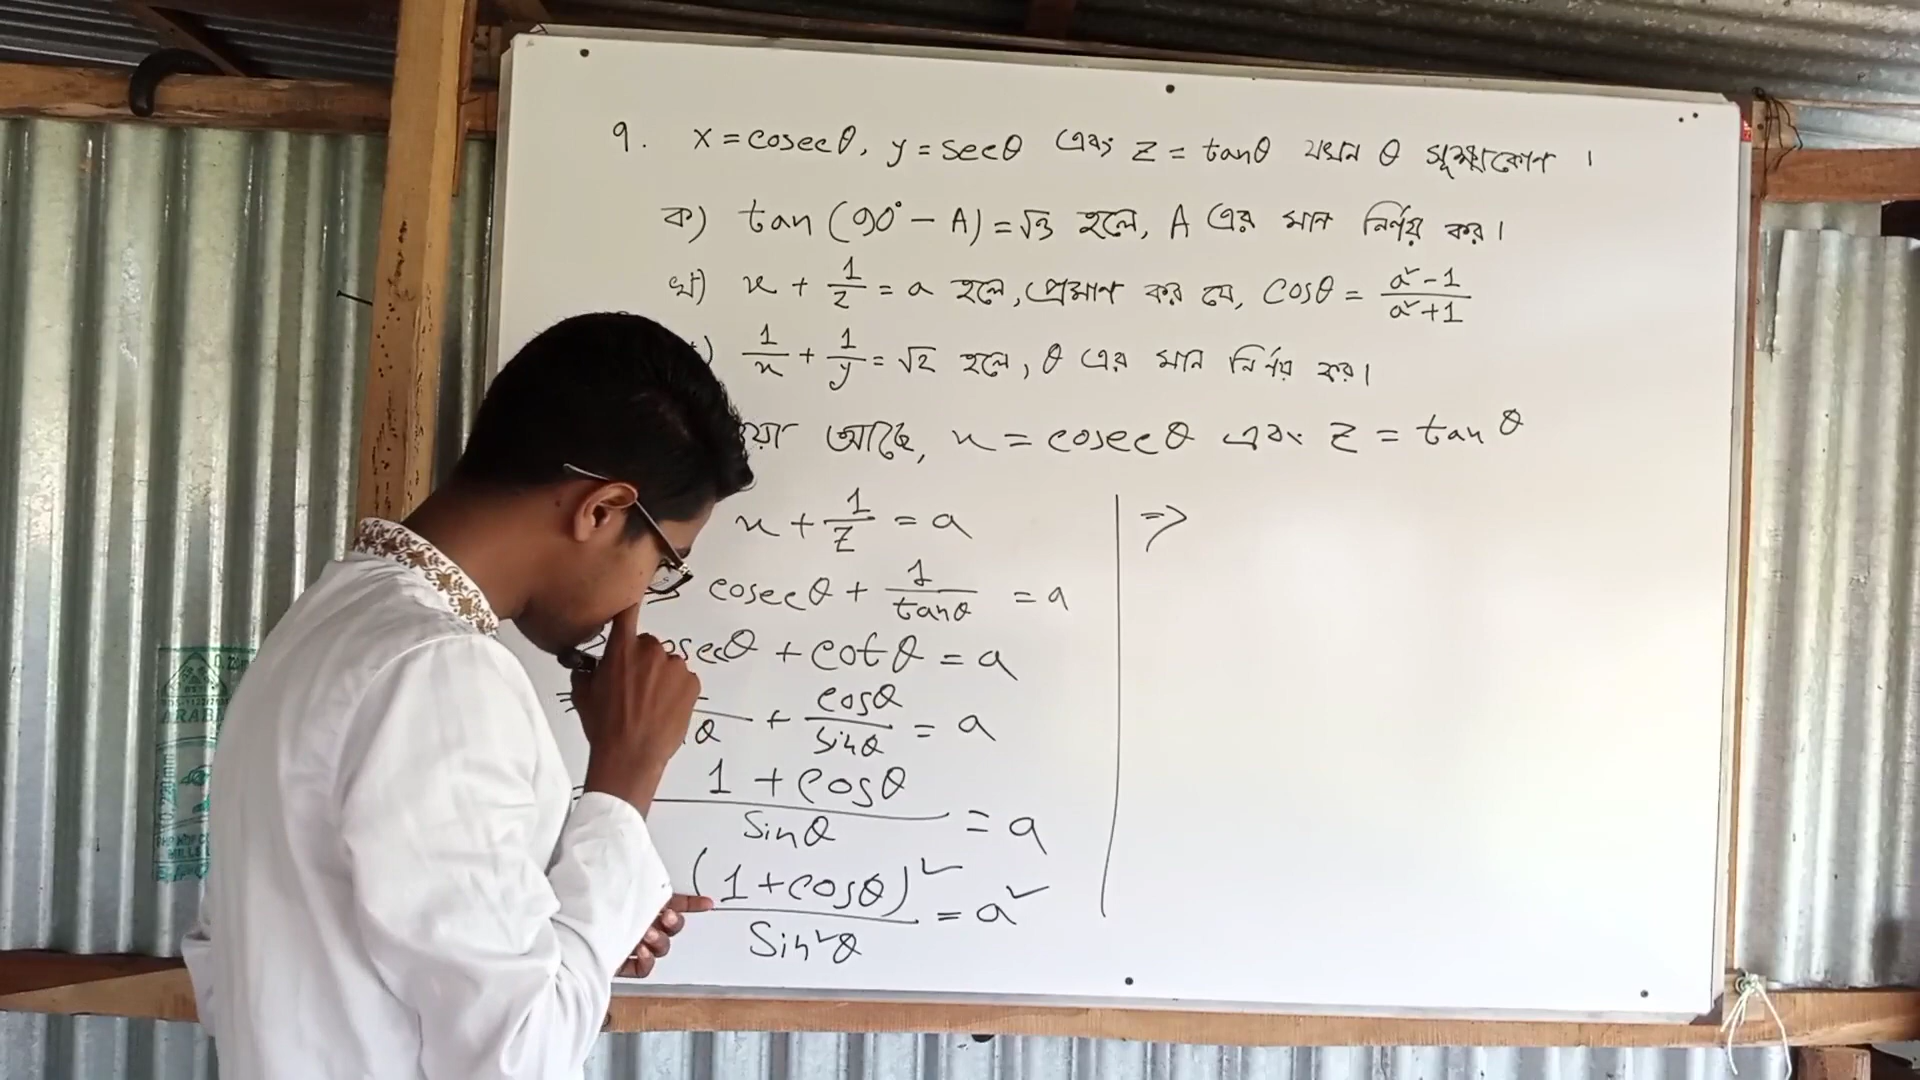 9. x = cosecθ, y = secθ এবং z = tanθ যখন θ সূক্ষ্মকোণ ।
ক) tan (90° − A) = √3 হলে, A এর মান নির্ণয় কর।
খ) x + 1/z = a হলে, প্রমাণ কর যে, cosθ = (a² − 1)/(a² + 1)
) 1/x + 1/y = √2 হলে, θ এর মান নির্ণয় কর।
আছে, x = cosecθ এবং z = tanθ
x + 1/z = a
⇒
cosecθ + 1/tanθ = a
secθ + cotθ = a
θ + cosθ/sinθ = a
(1 + cosθ)/sinθ = a
(1 + cosθ)²/sin²θ = a²